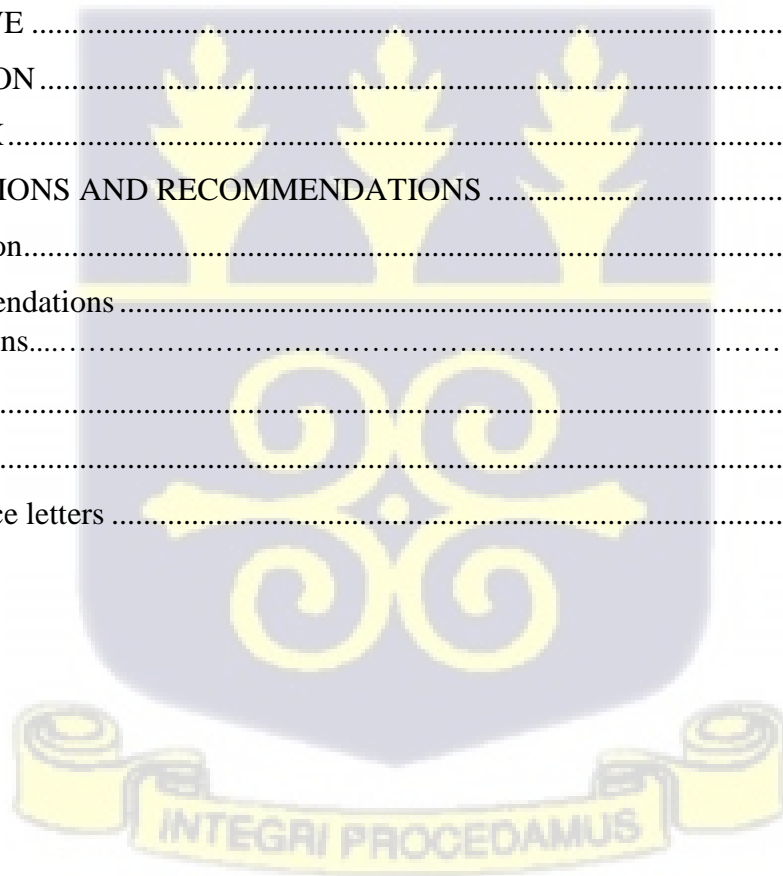 VE ........................................................................................................
ON ........................................................................................................
K ........................................................................................................
IONS AND RECOMMENDATIONS ........................................
on ........................................................................................................
endations ........................................................................................................
ns ........................................................................................................
........................................................................................................
........................................................................................................
ce letters ........................................................................................................
INTEGRI PROCEDAMUS